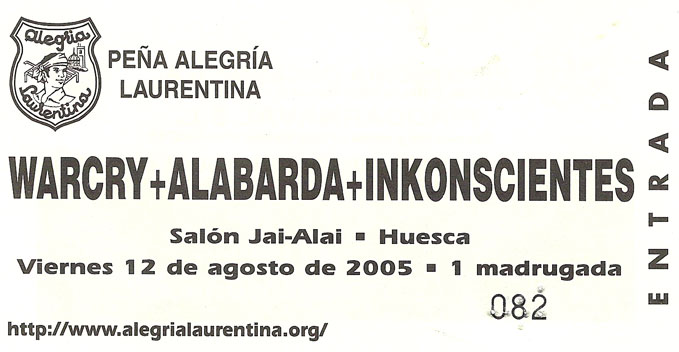 Alegria
Laurentina
PEÑA ALEGRÍA
LAURENTINA
WARCRY+ALABARDA+INKONSCIENTES
Salón Jai-Alai ▪ Huesca
Viernes 12 de agosto de 2005 ▪ 1 madrugada
082
http://www.alegrialaurentina.org/
ENTRADA